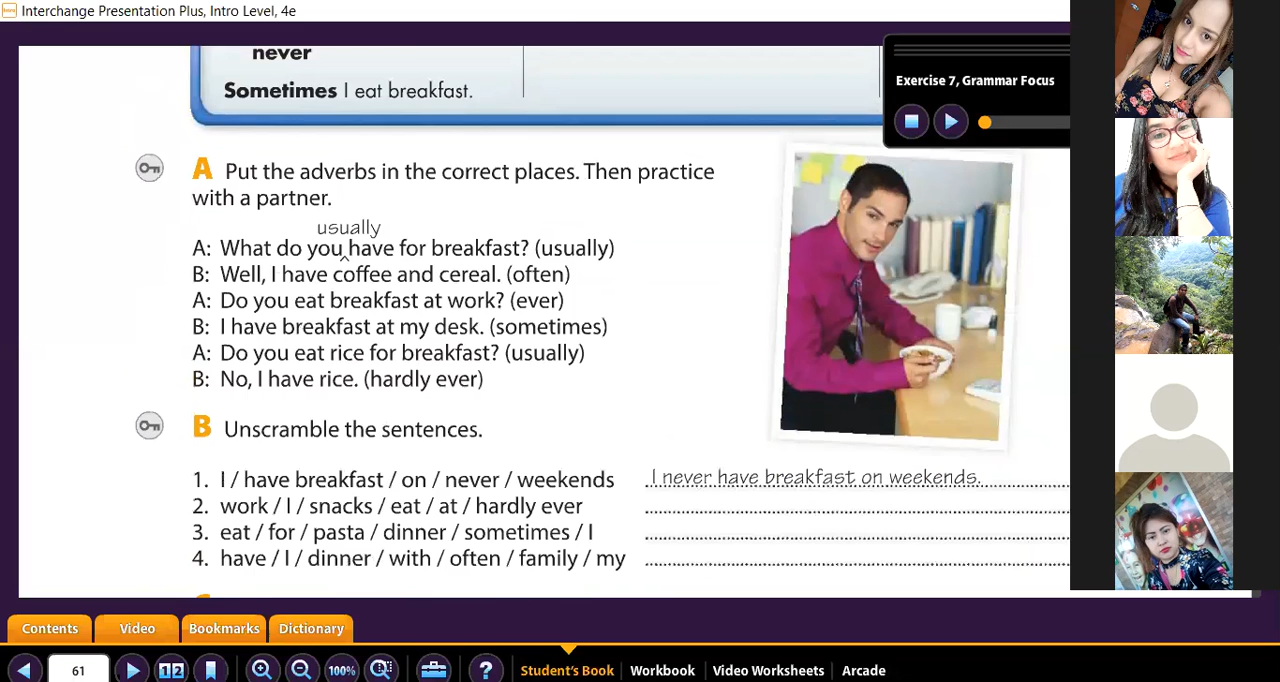 Interchange Presentation Plus, Intro Level, 4e
never
Sometimes I eat breakfast.
Exercise 7, Grammar Focus
A Put the adverbs in the correct places. Then practice
with a partner.
usually
A: What do you ^ have for breakfast? (usually)
B: Well, I have coffee and cereal. (often)
A: Do you eat breakfast at work? (ever)
B: I have breakfast at my desk. (sometimes)
A: Do you eat rice for breakfast? (usually)
B: No, I have rice. (hardly ever)
B Unscramble the sentences.
1. I / have breakfast / on / never / weekends I never have breakfast on weekends.
2. work / I / snacks / eat / at / hardly ever
3. eat / for / pasta / dinner / sometimes / I
4. have / I / dinner / with / often / family / my
Contents Video Bookmarks Dictionary
61 1 2 100% ? Student's Book Workbook Video Worksheets Arcade